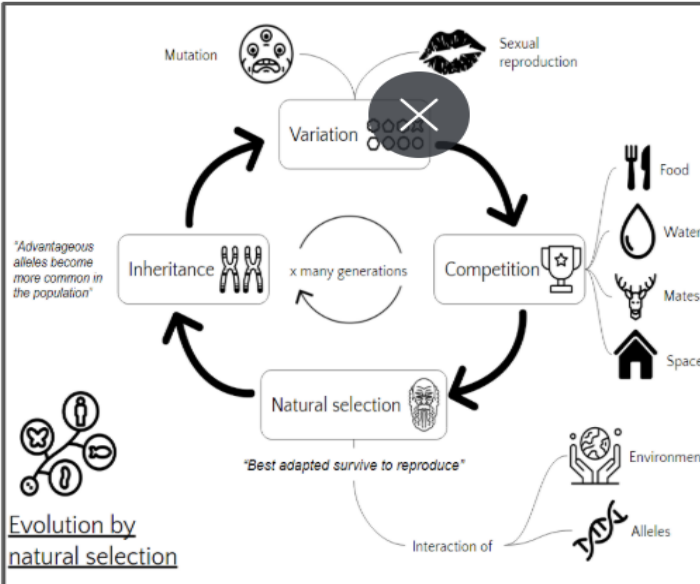 Mutation
Sexual
reproduction
Variation
Food
Water
Mates
Space
"Advantageous
alleles become
more common in
the population"
Inheritance
x many generations
Competition
Natural selection
"Best adapted survive to reproduce"
Environmen
Alleles
Interaction of
Evolution by
natural selection